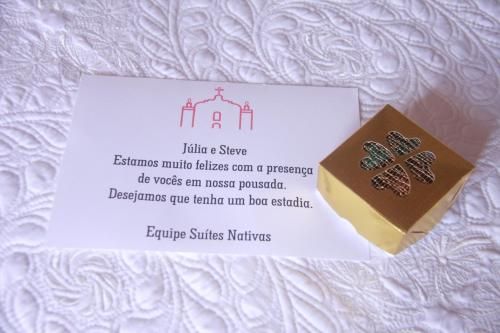 Júlia e Steve
Estamos muito felizes com a presença
de vocês em nossa pousada.
Desejamos que tenha um boa estadia.
Equipe Suítes Nativas